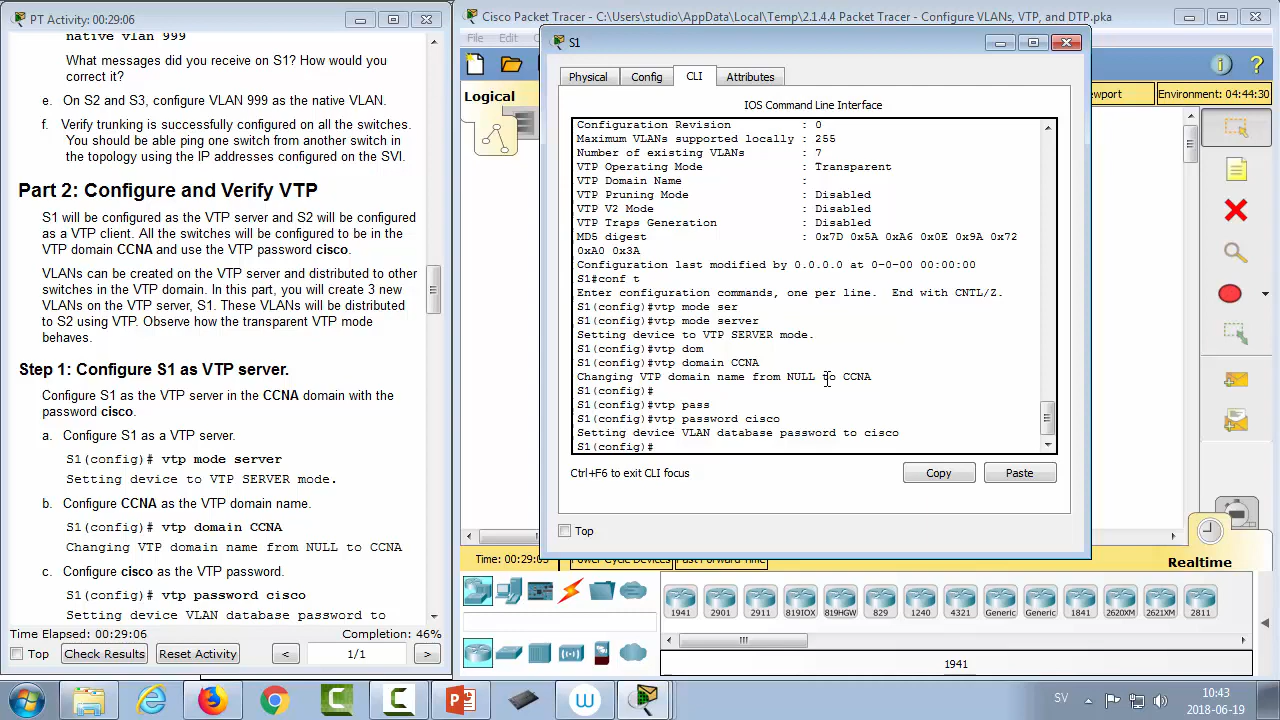 PT Activity: 00:29:06
native vlan 999
What messages did you receive on S1? How would you
correct it?
e. On S2 and S3, configure VLAN 999 as the native VLAN.
f. Verify trunking is successfully configured on all the switches.
You should be able ping one switch from another switch in
the topology using the IP addresses configured on the SVI.
Part 2: Configure and Verify VTP
S1 will be configured as the VTP server and S2 will be configured
as a VTP client. All the switches will be configured to be in the
VTP domain CCNA and use the VTP password cisco.
VLANs can be created on the VTP server and distributed to other
switches in the VTP domain. In this part, you will create 3 new
VLANs on the VTP server, S1. These VLANs will be distributed
to S2 using VTP. Observe how the transparent VTP mode
behaves.
Step 1: Configure S1 as VTP server.
Configure S1 as the VTP server in the CCNA domain with the
password cisco.
a. Configure S1 as a VTP server.
S1(config)# vtp mode server
Setting device to VTP SERVER mode.
b. Configure CCNA as the VTP domain name.
S1(config)# vtp domain CCNA
Changing VTP domain name from NULL to CCNA
c. Configure cisco as the VTP password.
S1(config)# vtp password cisco
Setting device VLAN database password to
Time Elapsed: 00:29:06
Completion: 46%
Top
Check Results
Reset Activity
<
1/1
>
Cisco Packet Tracer - C:\Users\studio\AppData\Local\Temp\2.1.4.4 Packet Tracer - Configure VLANs, VTP, and DTP.pka
File Edit
Logical
Environment: 04:44:30
S1
Physical
Config
CLI
Attributes
IOS Command Line Interface
Configuration Revision : 0
Maximum VLANs supported locally : 255
Number of existing VLANs : 7
VTP Operating Mode : Transparent
VTP Domain Name :
VTP Pruning Mode : Disabled
VTP V2 Mode : Disabled
VTP Traps Generation : Disabled
MD5 digest : 0x7D 0x5A 0xA6 0x0E 0x9A 0x72
0xA0 0x3A
Configuration last modified by 0.0.0.0 at 0-0-00 00:00:00
S1#conf t
Enter configuration commands, one per line. End with CNTL/Z.
S1(config)#vtp mode ser
S1(config)#vtp mode server
Setting device to VTP SERVER mode.
S1(config)#vtp dom
S1(config)#vtp domain CCNA
Changing VTP domain name from NULL to CCNA
S1(config)#
S1(config)#vtp pass
S1(config)#vtp password cisco
Setting device VLAN database password to cisco
S1(config)#
Ctrl+F6 to exit CLI focus
Copy
Paste
Top
Power Cycle Devices Fast Forward Time
Realtime
1941
2901
2911
819IOX
819HGW
829
1240
4321
Generic
Generic
1841
2620XM
2621XM
2811
1941
SV
10:43
2018-06-19